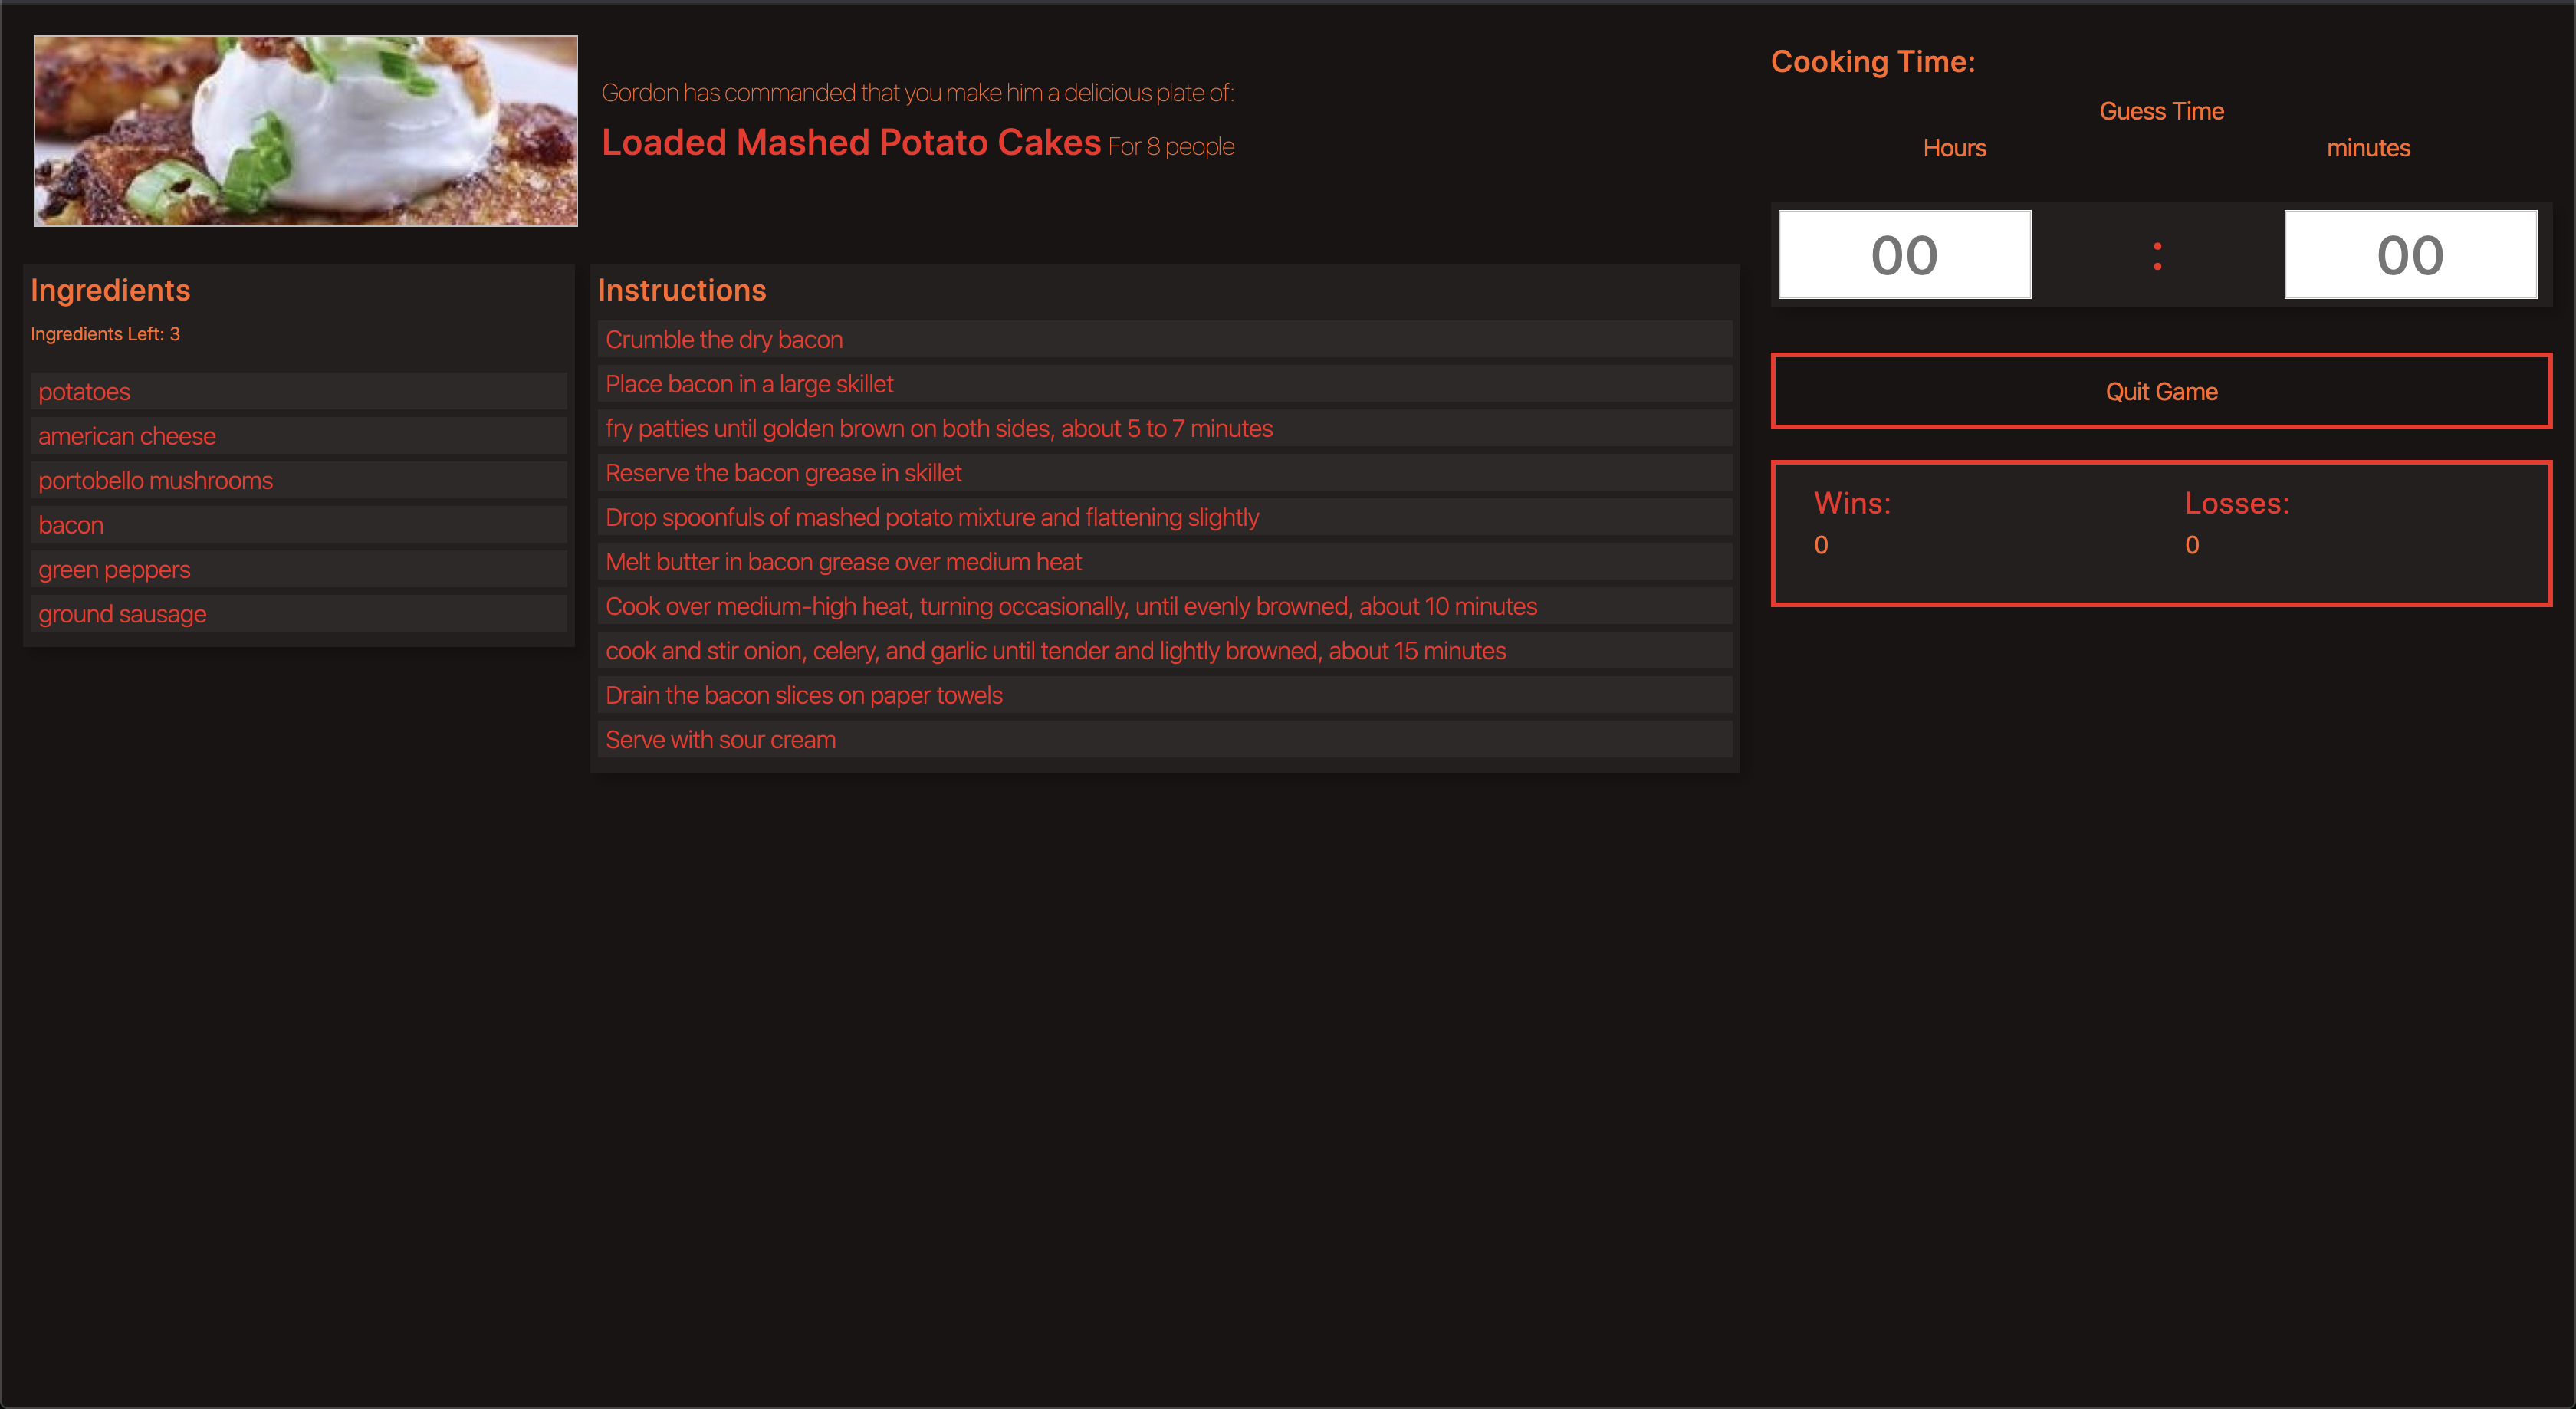 Gordon has commanded that you make him a delicious plate of:
Loaded Mashed Potato Cakes For 8 people
Ingredients
Ingredients Left: 3
potatoes
american cheese
portobello mushrooms
bacon
green peppers
ground sausage
Instructions
Crumble the dry bacon
Place bacon in a large skillet
fry patties until golden brown on both sides, about 5 to 7 minutes
Reserve the bacon grease in skillet
Drop spoonfuls of mashed potato mixture and flattening slightly
Melt butter in bacon grease over medium heat
Cook over medium-high heat, turning occasionally, until evenly browned, about 10 minutes
cook and stir onion, celery, and garlic until tender and lightly browned, about 15 minutes
Drain the bacon slices on paper towels
Serve with sour cream
Cooking Time:
Guess Time
Hours minutes
00 : 00
Quit Game
Wins: Losses:
0 0